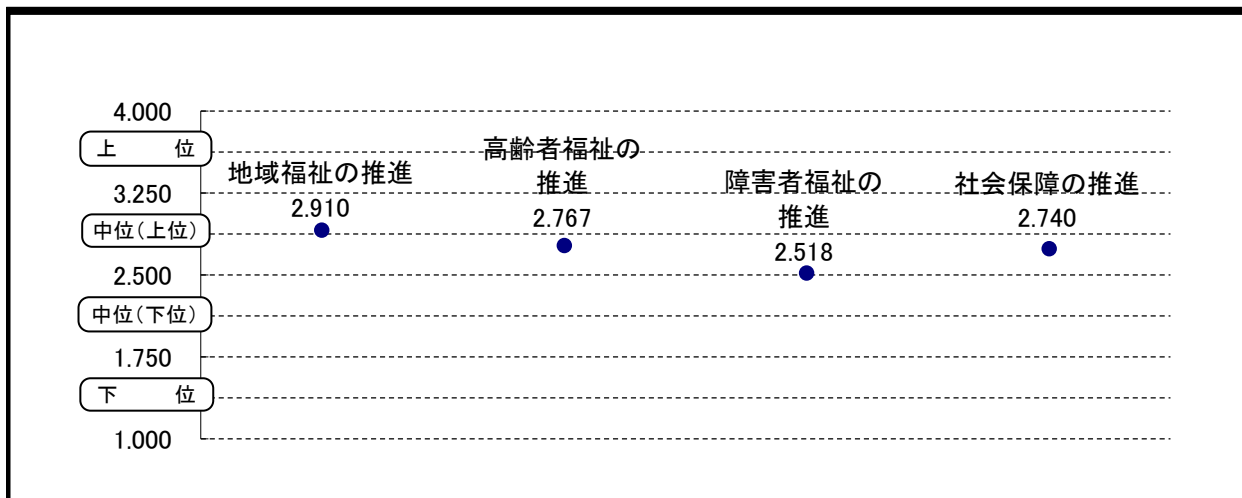 4.000
上　位
3.250
中位(上位)
2.500
中位(下位)
1.750
下　位
1.000
地域福祉の推進
2.910
高齢者福祉の
推進
2.767
障害者福祉の
推進
2.518
社会保障の推進
2.740